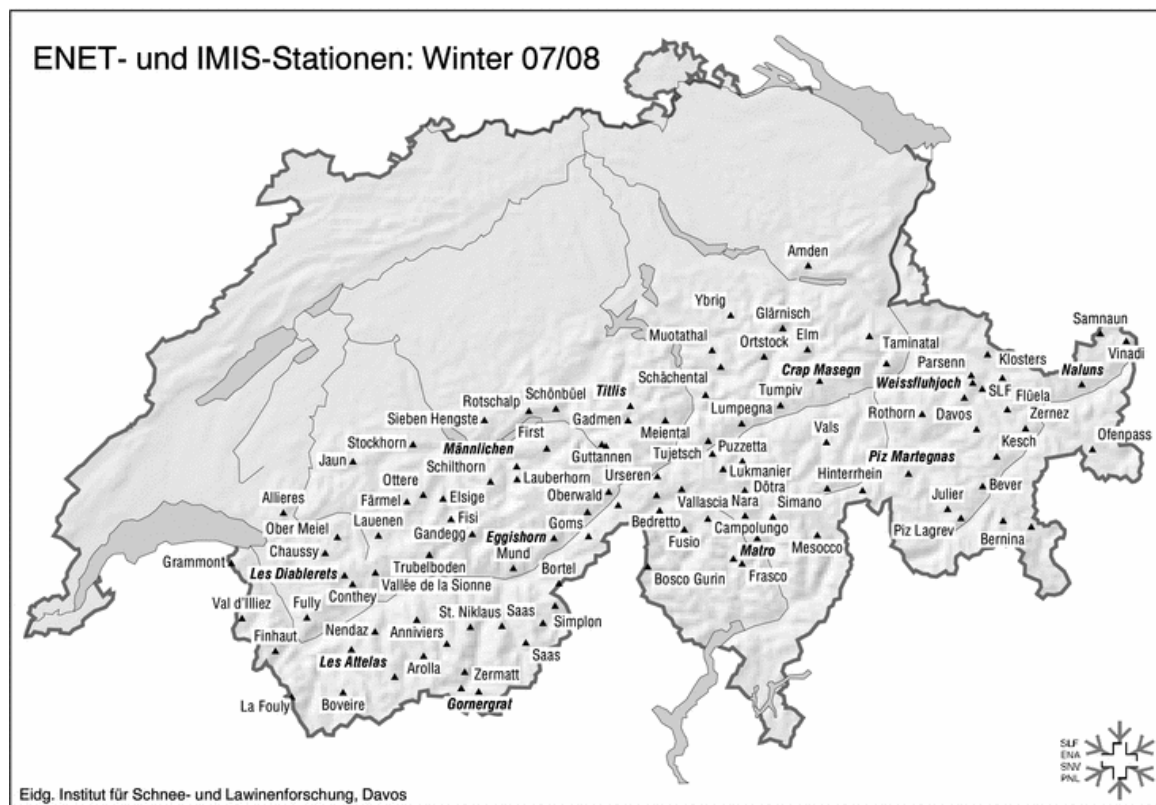 ENET- und IMIS-Stationen: Winter 07/08
Amden
Ybrig
Glärnisch
Samnaun
Muotathal
Ortstock
Elm
Taminatal
Parsenn
Klosters
Vinadi
Schächental
Crap Masegn
Weissfluhjoch
SLF
Naluns
Titlis
Schönbüel
Rotschalp
Tumpiv
Flüela
Sieben Hengste
Gadmen
Lumpegna
Rothorn
Davos
Zernez
First
Meiental
Vals
Stockhorn
Männlichen
Guttannen
Tujetsch
Puzzetta
Kesch
Ofenpass
Jaun
Schilthorn
Lauberhorn
Urseren
Lukmanier
Piz Martegnas
Ottere
Hinterrhein
Allieres
Färmel
Elsige
Oberwald
Vallascia
Nara
Dötra
Simano
Julier
Bever
Ober Meiel
Lauenen
Fisi
Goms
Bedretto
Campolungo
Piz Lagrev
Bernina
Chaussy
Gandegg
Eggishorn
Fusio
Matro
Mesocco
Grammont
Les Diablerets
Trubelboden
Mund
Bortel
Bosco Gurin
Frasco
Conthey
Vallée de la Sionne
Val d'Illiez
Fully
St. Niklaus
Saas
Simplon
Finhaut
Nendaz
Anniviers
Les Attelas
Arolla
Saas
Zermatt
La Fouly
Boveire
Gornergrat
SLF
ENA
SNV
PNL
Eidg. Institut für Schnee- und Lawinenforschung, Davos